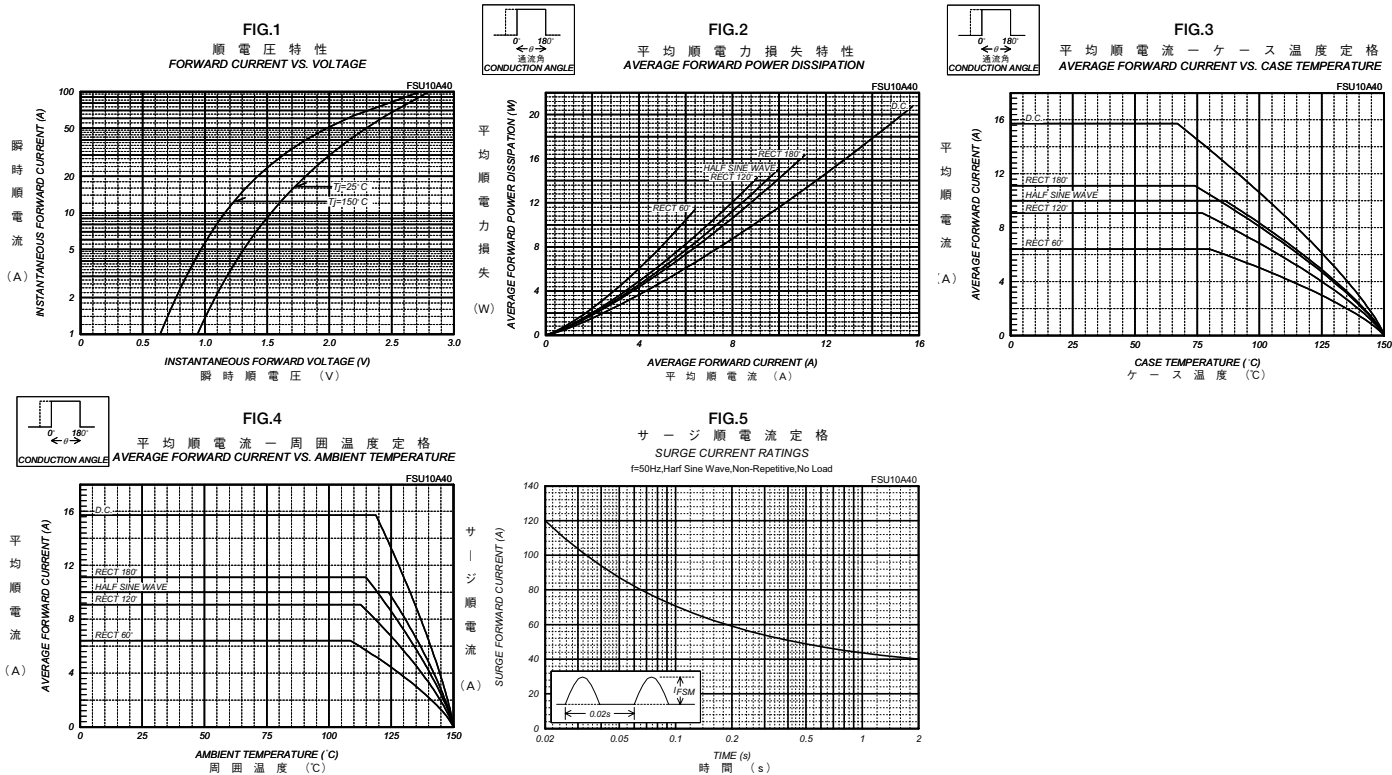 FIG.1
順電圧特性
FORWARD CURRENT VS. VOLTAGE
FSU10A40
瞬時順電流 (A)
INSTANTANEOUS FORWARD CURRENT (A)
100
50
20
10
5
2
1
Tj=25°C
Tj=150°C
0 0.5 1.0 1.5 2.0 2.5 3.0
INSTANTANEOUS FORWARD VOLTAGE (V)
瞬時順電圧 (V)
0° 180°
θ
通流角
CONDUCTION ANGLE
FIG.2
平均順電力損失特性
AVERAGE FORWARD POWER DISSIPATION
FSU10A40
平均順電力損失 (W)
AVERAGE FORWARD POWER DISSIPATION (W)
20
16
12
8
4
0
D.C.
RECT 180°
HALF SINE WAVE
RECT 120°
RECT 60°
0 4 8 12 16
AVERAGE FORWARD CURRENT (A)
平均順電流 (A)
0° 180°
θ
通流角
CONDUCTION ANGLE
FIG.3
平均順電流ーケース温度定格
AVERAGE FORWARD CURRENT VS. CASE TEMPERATURE
FSU10A40
平均順電流 (A)
AVERAGE FORWARD CURRENT (A)
16
12
8
4
0
D.C.
RECT 180°
HALF SINE WAVE
RECT 120°
RECT 60°
0 25 50 75 100 125 150
CASE TEMPERATURE (°C)
ケース温度 (℃)
0° 180°
θ
CONDUCTION ANGLE
FIG.4
平均順電流ー周囲温度定格
AVERAGE FORWARD CURRENT VS. AMBIENT TEMPERATURE
FSU10A40
平均順電流 (A)
AVERAGE FORWARD CURRENT (A)
16
12
8
4
0
D.C.
RECT 180°
HALF SINE WAVE
RECT 120°
RECT 60°
0 25 50 75 100 125 150
AMBIENT TEMPERATURE (°C)
周囲温度 (℃)
FIG.5
サージ順電流定格
SURGE CURRENT RATINGS
f=50Hz,Harf Sine Wave,Non-Repetitive,No Load
FSU10A40
サージ順電流 (A)
SURGE FORWARD CURRENT (A)
140
120
100
80
60
40
20
0
IFSM
0.02s
0.02 0.05 0.1 0.2 0.5 1 2
TIME (s)
時間 (s)